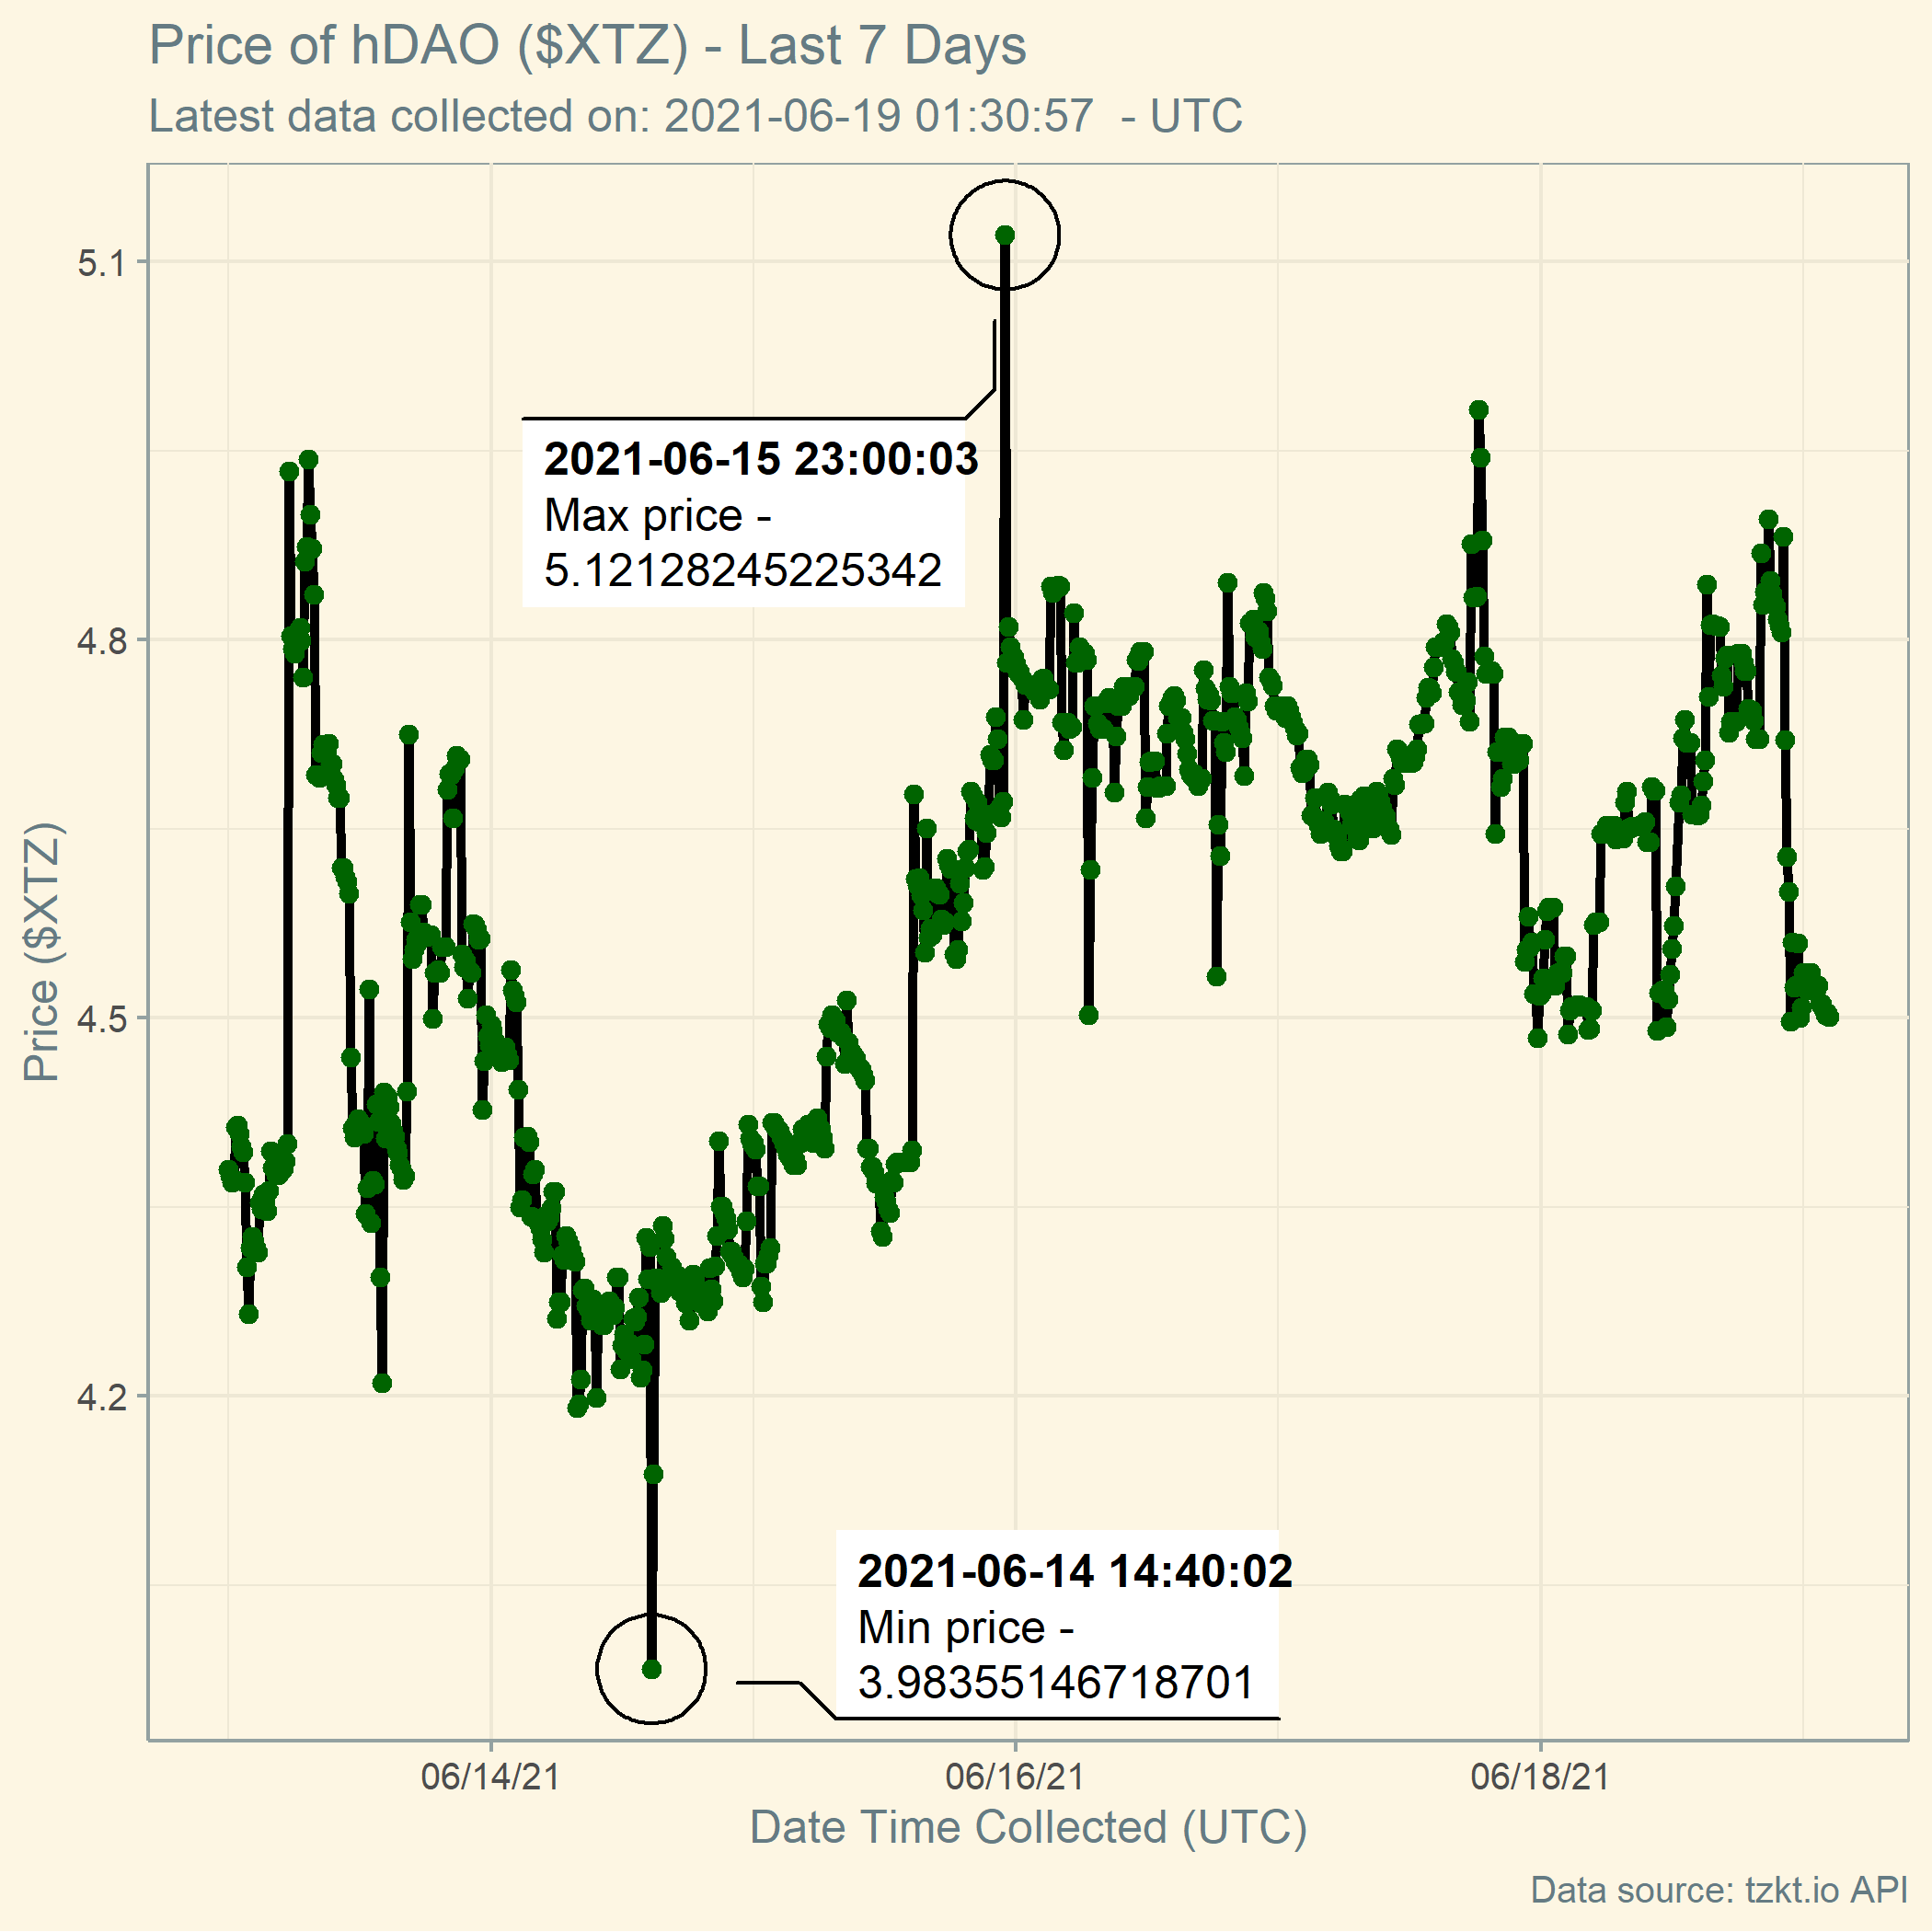 Price of hDAO ($XTZ) - Last 7 Days
Latest data collected on: 2021-06-19 01:30:57  - UTC
5.1
4.8
4.5
4.2
Price ($XTZ)
2021-06-15 23:00:03
Max price -
5.12128245225342
2021-06-14 14:40:02
Min price -
3.98355146718701
06/14/21
06/16/21
06/18/21
Date Time Collected (UTC)
Data source: tzkt.io API